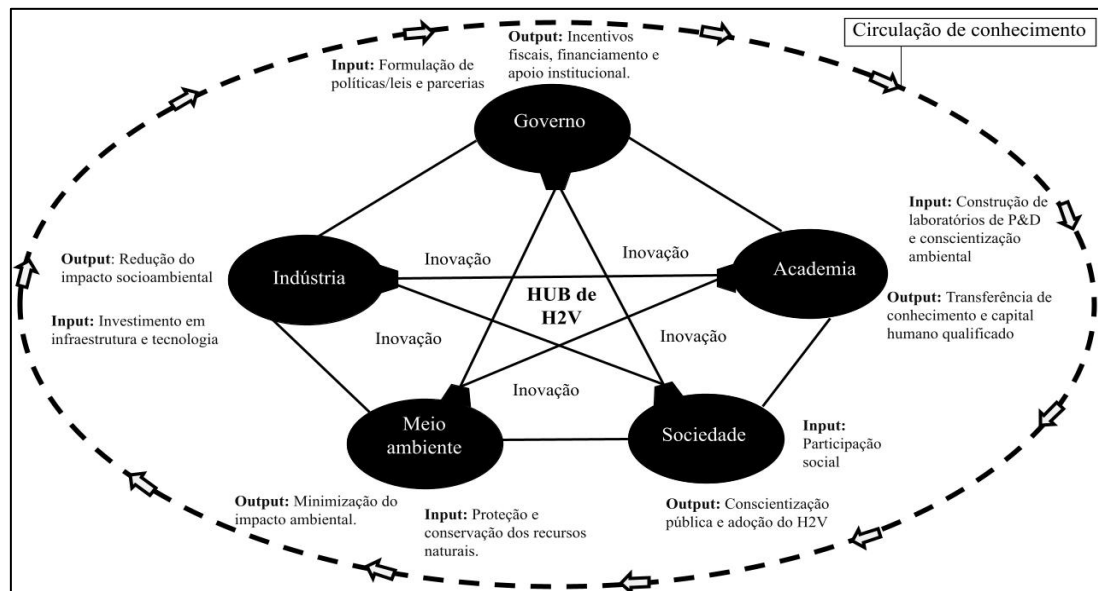 Circulação de conhecimento
Output: Incentivos
fiscais, financiamento e
apoio institucional.
Input: Formulação de
políticas/leis e parcerias
Governo
Input: Construção de
laboratórios de P&D
e conscientização
ambiental
Output: Redução do
impacto socioambiental
Indústria
Inovação
Inovação
Academia
HUB de
H2V
Output: Transferência de
conhecimento e capital
humano qualificado
Input: Investimento em
infraestrutura e tecnologia
Inovação
Inovação
Inovação
Meio
ambiente
Sociedade
Input:
Participação
social
Output: Minimização do
impacto ambiental.
Input: Proteção e
conservação dos recursos
naturais.
Output: Conscientização
pública e adoção do H2V